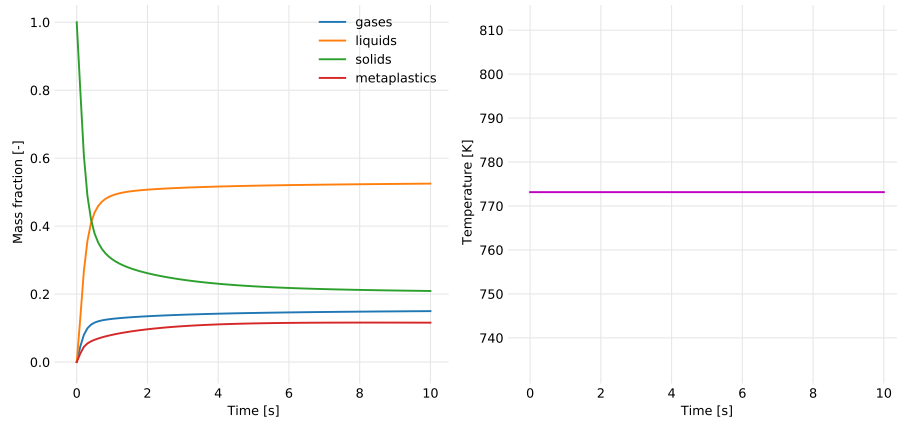 1.0
0.8
0.6
0.4
0.2
0.0
Mass fraction [-]
gases
liquids
solids
metaplastics
0 2 4 6 8 10
Time [s]
810
800
790
780
770
760
750
740
Temperature [K]
0 2 4 6 8 10
Time [s]